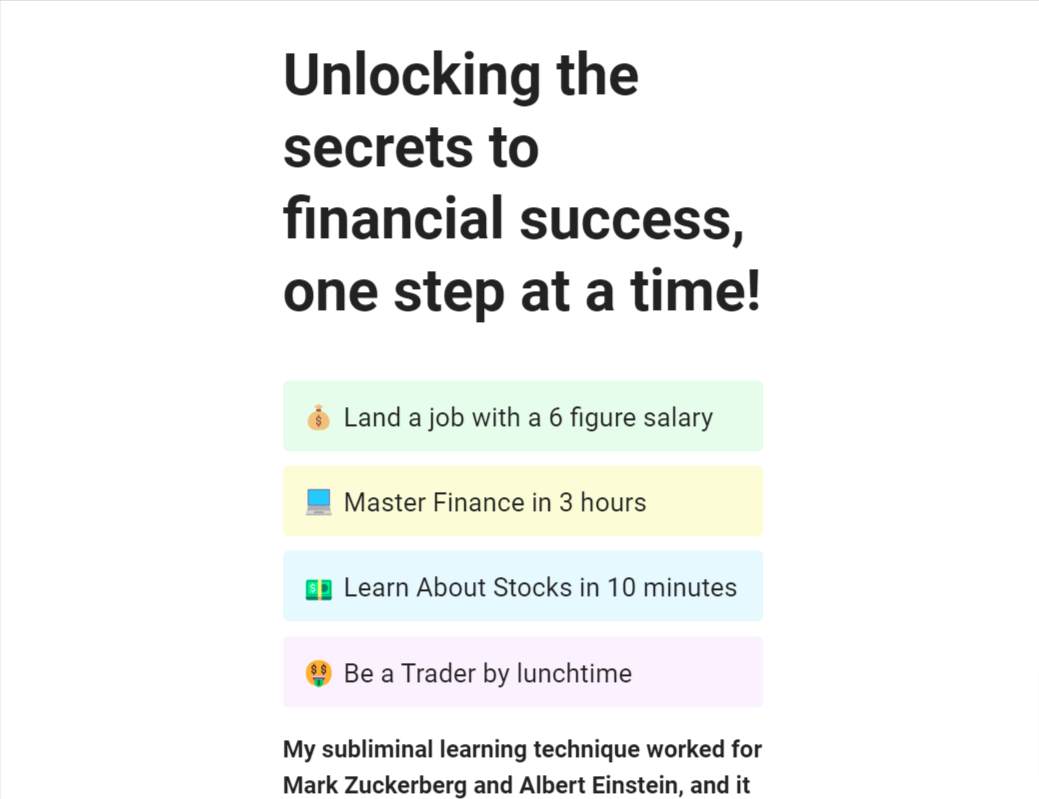 Unlocking the
secrets to
financial success,
one step at a time!
💰 Land a job with a 6 figure salary
💻 Master Finance in 3 hours
💵 Learn About Stocks in 10 minutes
🤑 Be a Trader by lunchtime
My subliminal learning technique worked for
Mark Zuckerberg and Albert Einstein, and it